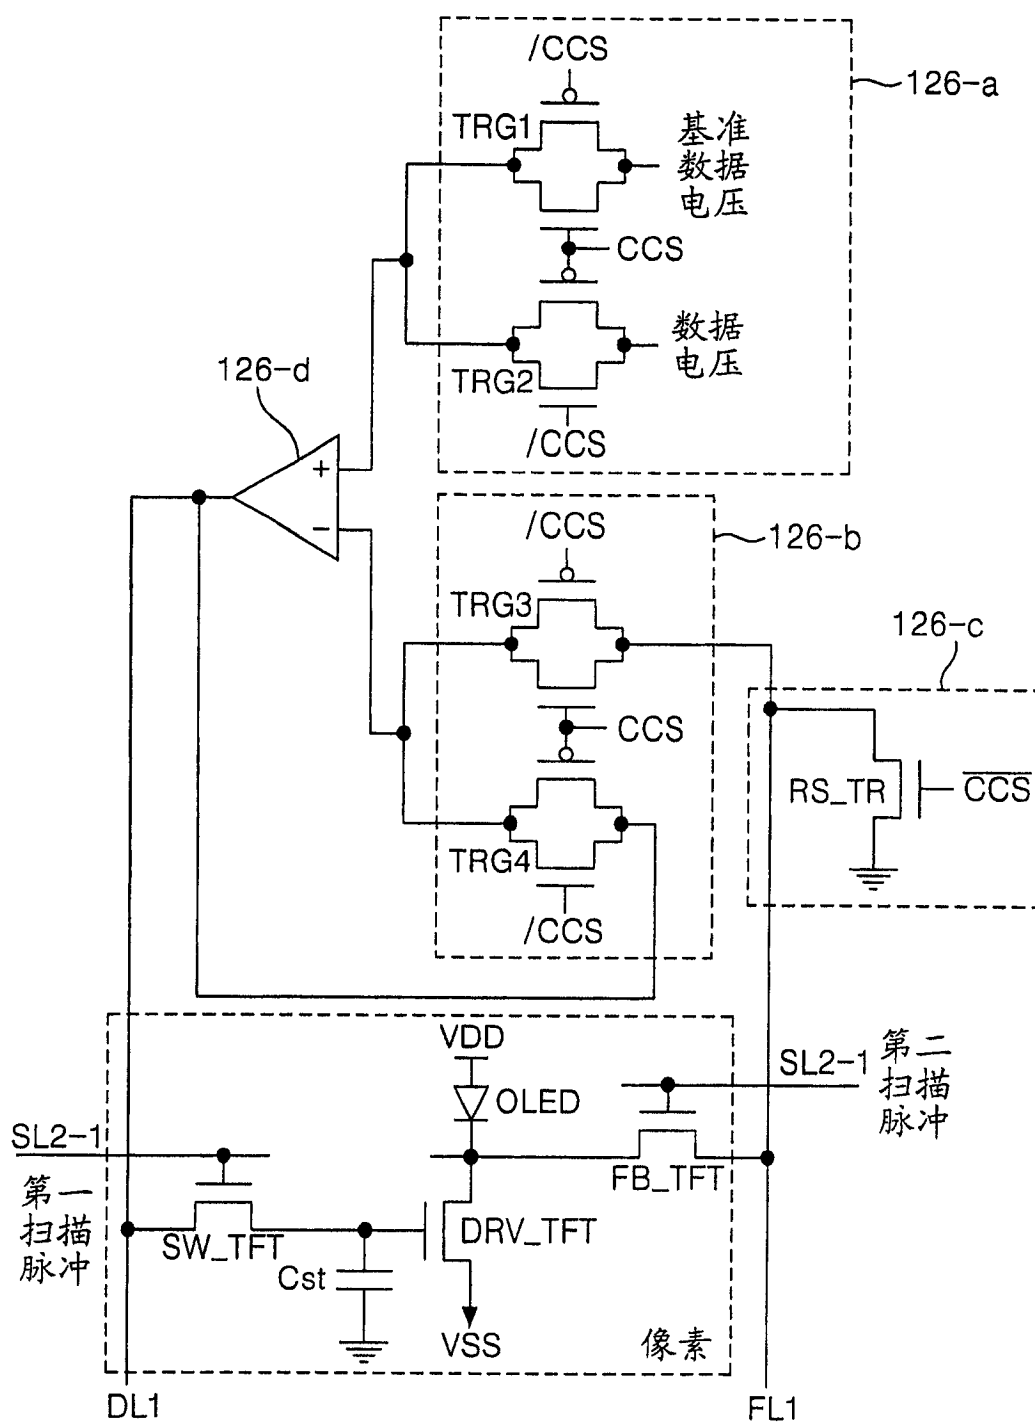 /CCS
126-a
TRG1
基准
数据
电压
CCS
数据
电压
TRG2
/CCS
126-d
+
−
/CCS
126-b
TRG3
126-c
CCS
RS_TR
CCS
TRG4
/CCS
VDD
SL2-1
第二
扫描
脉冲
OLED
SL2-1
FB_TFT
第一
扫描
脉冲
SW_TFT
DRV_TFT
Cst
VSS
像素
DL1
FL1